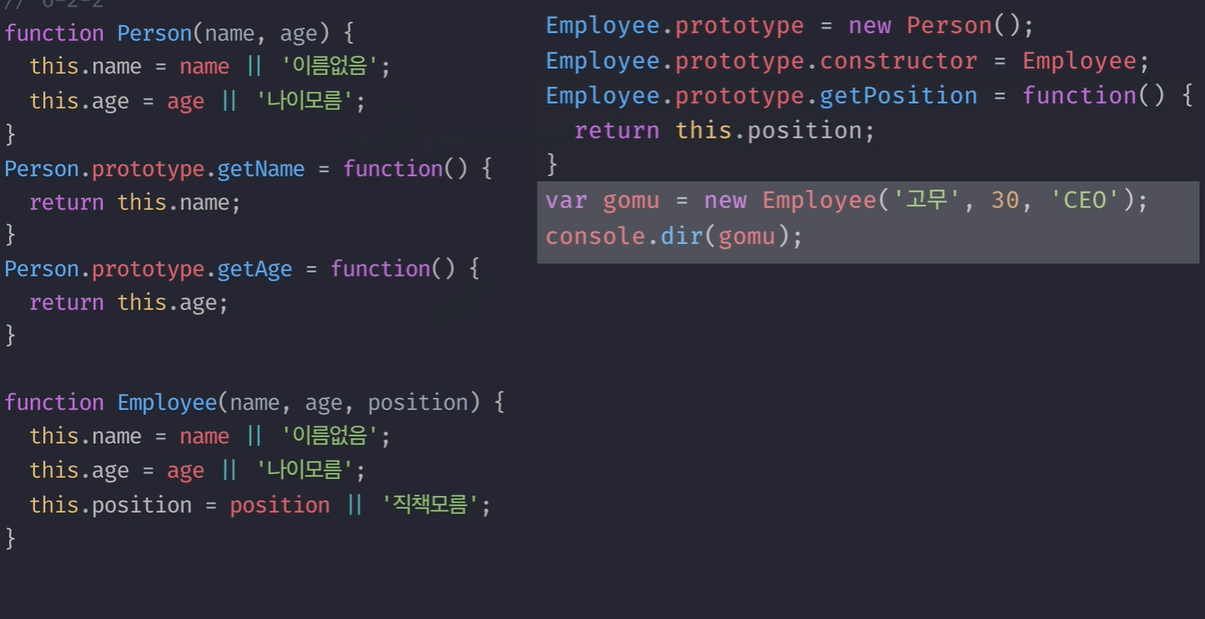 // 6-2-2
function Person(name, age) {
  this.name = name || '이름없음';
  this.age = age || '나이모름';
}
Person.prototype.getName = function() {
  return this.name;
}
Person.prototype.getAge = function() {
  return this.age;
}

function Employee(name, age, position) {
  this.name = name || '이름없음';
  this.age = age || '나이모름';
  this.position = position || '직책모름';
}
Employee.prototype = new Person();
Employee.prototype.constructor = Employee;
Employee.prototype.getPosition = function() {
  return this.position;
}
var gomu = new Employee('고무', 30, 'CEO');
console.dir(gomu);